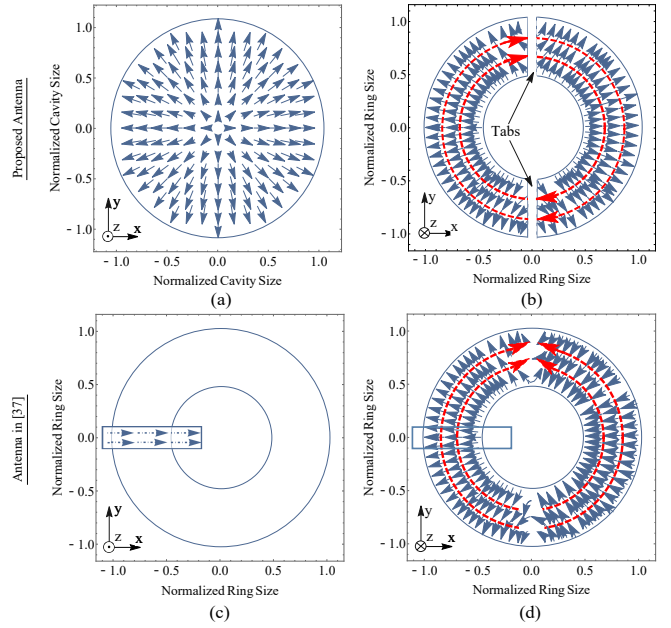 (a)
(b)
Proposed Antenna
Normalized Cavity Size
1.0
0.5
0.0
- 0.5
- 1.0
y
z
x
- 1.0
- 0.5
0.0
0.5
1.0
Normalized Cavity Size
(a)
Normalized Ring Size
1.0
0.5
0.0
- 0.5
- 1.0
Tabs
y
z
x
- 1.0
- 0.5
0.0
0.5
1.0
Normalized Ring Size
(b)
(c)
(d)
Antenna in [37]
Normalized Ring Size
1.0
0.5
0.0
- 0.5
- 1.0
y
z
x
- 1.0
- 0.5
0.0
0.5
1.0
Normalized Ring Size
(c)
Normalized Ring Size
1.0
0.5
0.0
- 0.5
- 1.0
y
z
x
- 1.0
- 0.5
0.0
0.5
1.0
Normalized Ring Size
(d)